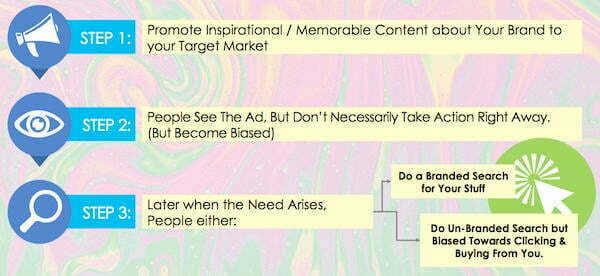 STEP 1:
Promote Inspirational / Memorable Content about Your Brand to
your Target Market
STEP 2:
People See The Ad, But Don't Necessarily Take Action Right Away.
(But Become Biased)
STEP 3:
Later when the Need Arises,
People either:
Do a Branded Search
for Your Stuff
Do Un-Branded Search but
Biased Towards Clicking &
Buying From You.